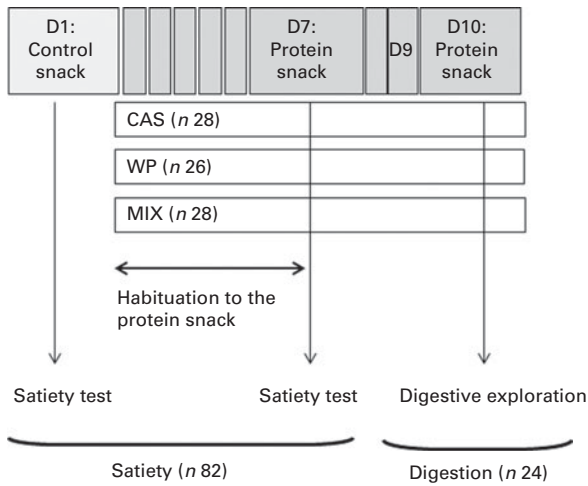 D1:
Control
snack
D7:
Protein
snack
D9
D10:
Protein
snack
CAS (n 28)
WP (n 26)
MIX (n 28)
Habituation to the
protein snack
Satiety test
Satiety test
Digestive exploration
Satiety (n 82)
Digestion (n 24)